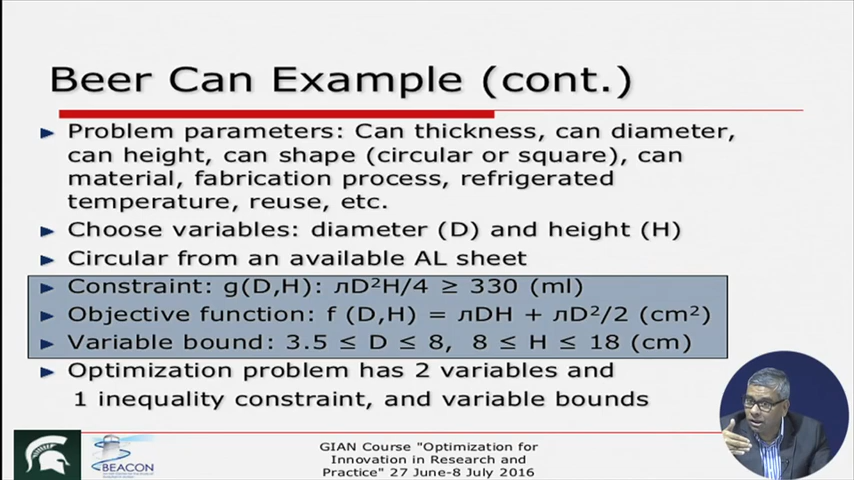 Beer Can Example (cont.)
Problem parameters: Can thickness, can diameter,
can height, can shape (circular or square), can
material, fabrication process, refrigerated
temperature, reuse, etc.
Choose variables: diameter (D) and height (H)
Circular from an available AL sheet
Constraint: g(D,H): лD²H/4 ≥ 330 (ml)
Objective function: f (D,H) = лDH + лD²/2 (cm²)
Variable bound: 3.5 ≤ D ≤ 8, 8 ≤ H ≤ 18 (cm)
Optimization problem has 2 variables and
1 inequality constraint, and variable bounds
BEACON
GIAN Course "Optimization for
Innovation in Research and
Practice" 27 June-8 July 2016